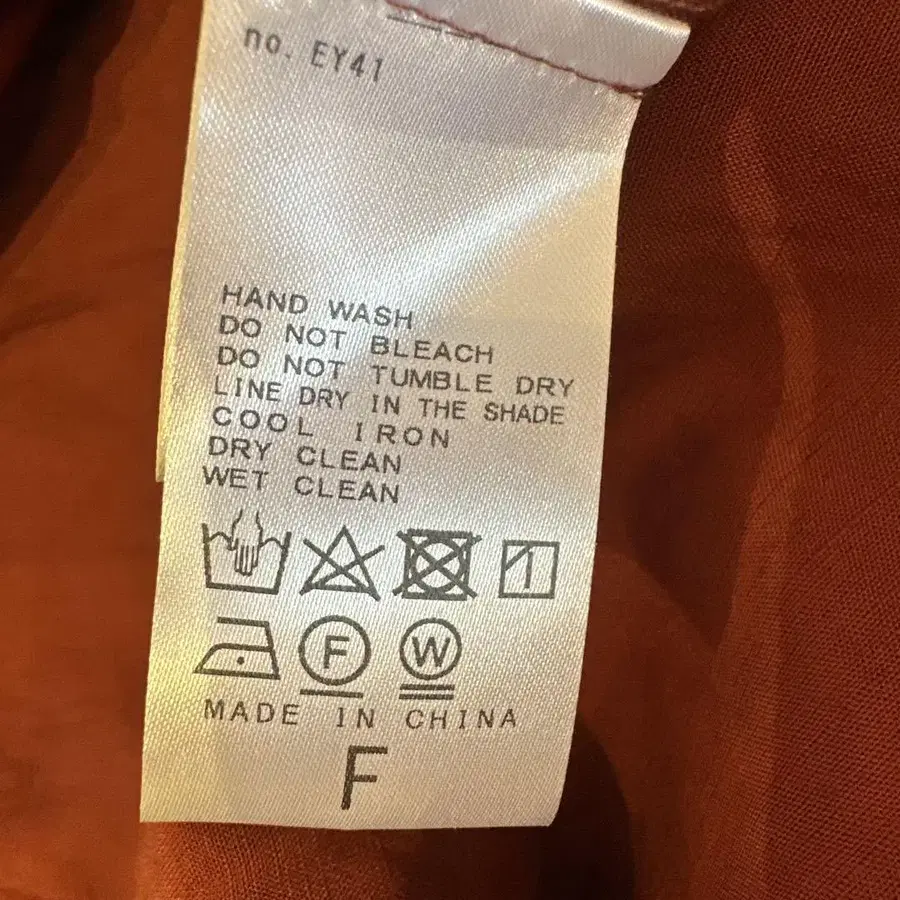 no. EY41
HAND WASH
DO NOT BLEACH
DO NOT TUMBLE DRY
LINE DRY IN THE SHADE
COOL IRON
DRY CLEAN
WET CLEAN
F W
MADE IN CHINA
F